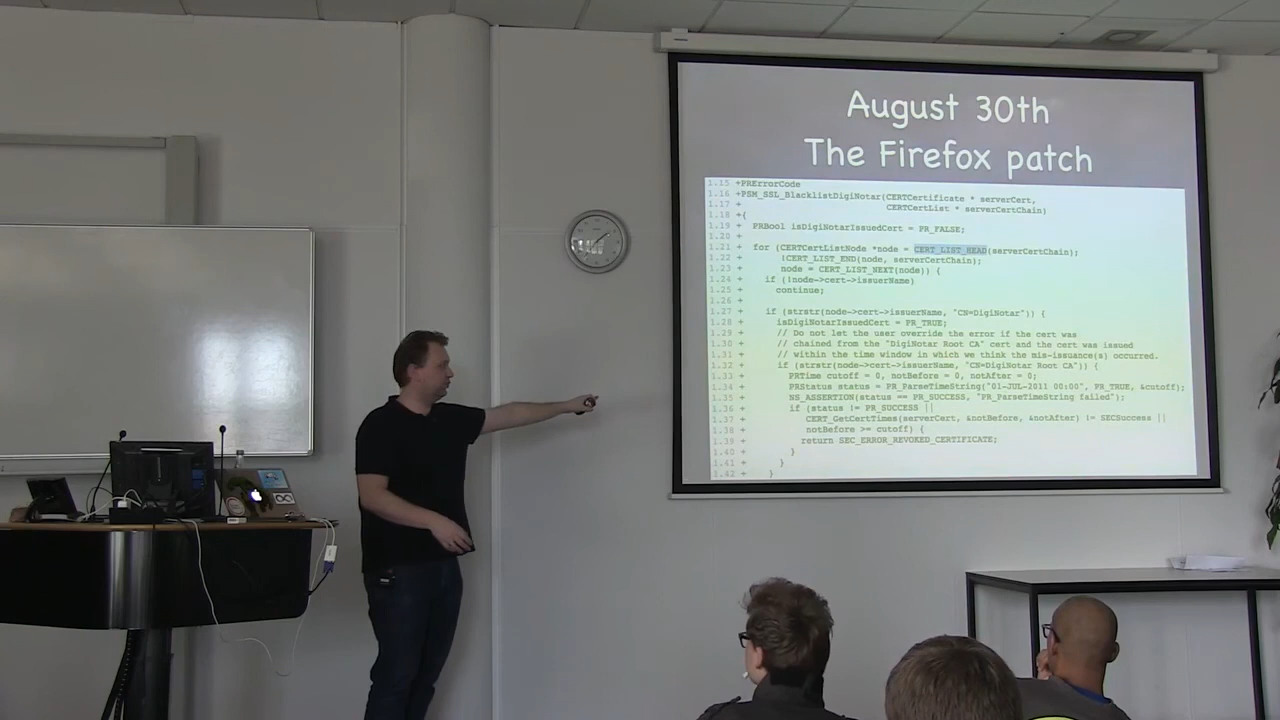 August 30th
The Firefox patch
1.15 +PRErrorCode
1.16 +PSM_SSL_BlacklistDigiNotar(CERTCertificate * serverCert,
1.17 + CERTCertList * serverCertChain)
1.18 +{
1.19 + PRBool isDigiNotarIssuedCert = PR_FALSE;
1.20 +
1.21 + for (CERTCertListNode *node = CERT_LIST_HEAD(serverCertChain);
1.22 + !CERT_LIST_END(node, serverCertChain);
1.23 + node = CERT_LIST_NEXT(node)) {
1.24 + if (!node->cert->issuerName)
1.25 + continue;
1.26 +
1.27 + if (strstr(node->cert->issuerName, "CN=DigiNotar")) {
1.28 + isDigiNotarIssuedCert = PR_TRUE;
1.29 + // Do not let the user override the error if the cert was
1.30 + // chained from the "DigiNotar Root CA" cert and the cert was issued
1.31 + // within the time window in which we think the mis-issuance(s) occurred.
1.32 + if (strstr(node->cert->issuerName, "CN=DigiNotar Root CA")) {
1.33 + PRTime cutoff = 0, notBefore = 0, notAfter = 0;
1.34 + PRStatus status = PR_ParseTimeString("01-JUL-2011 00:00", PR_TRUE, &cutoff);
1.35 + NS_ASSERTION(status == PR_SUCCESS, "PR_ParseTimeString failed");
1.36 + if (status != PR_SUCCESS ||
1.37 + CERT_GetCertTimes(serverCert, &notBefore, &notAfter) != SECSuccess ||
1.38 + notBefore >= cutoff) {
1.39 + return SEC_ERROR_REVOKED_CERTIFICATE;
1.40 + }
1.41 + }
1.42 + }